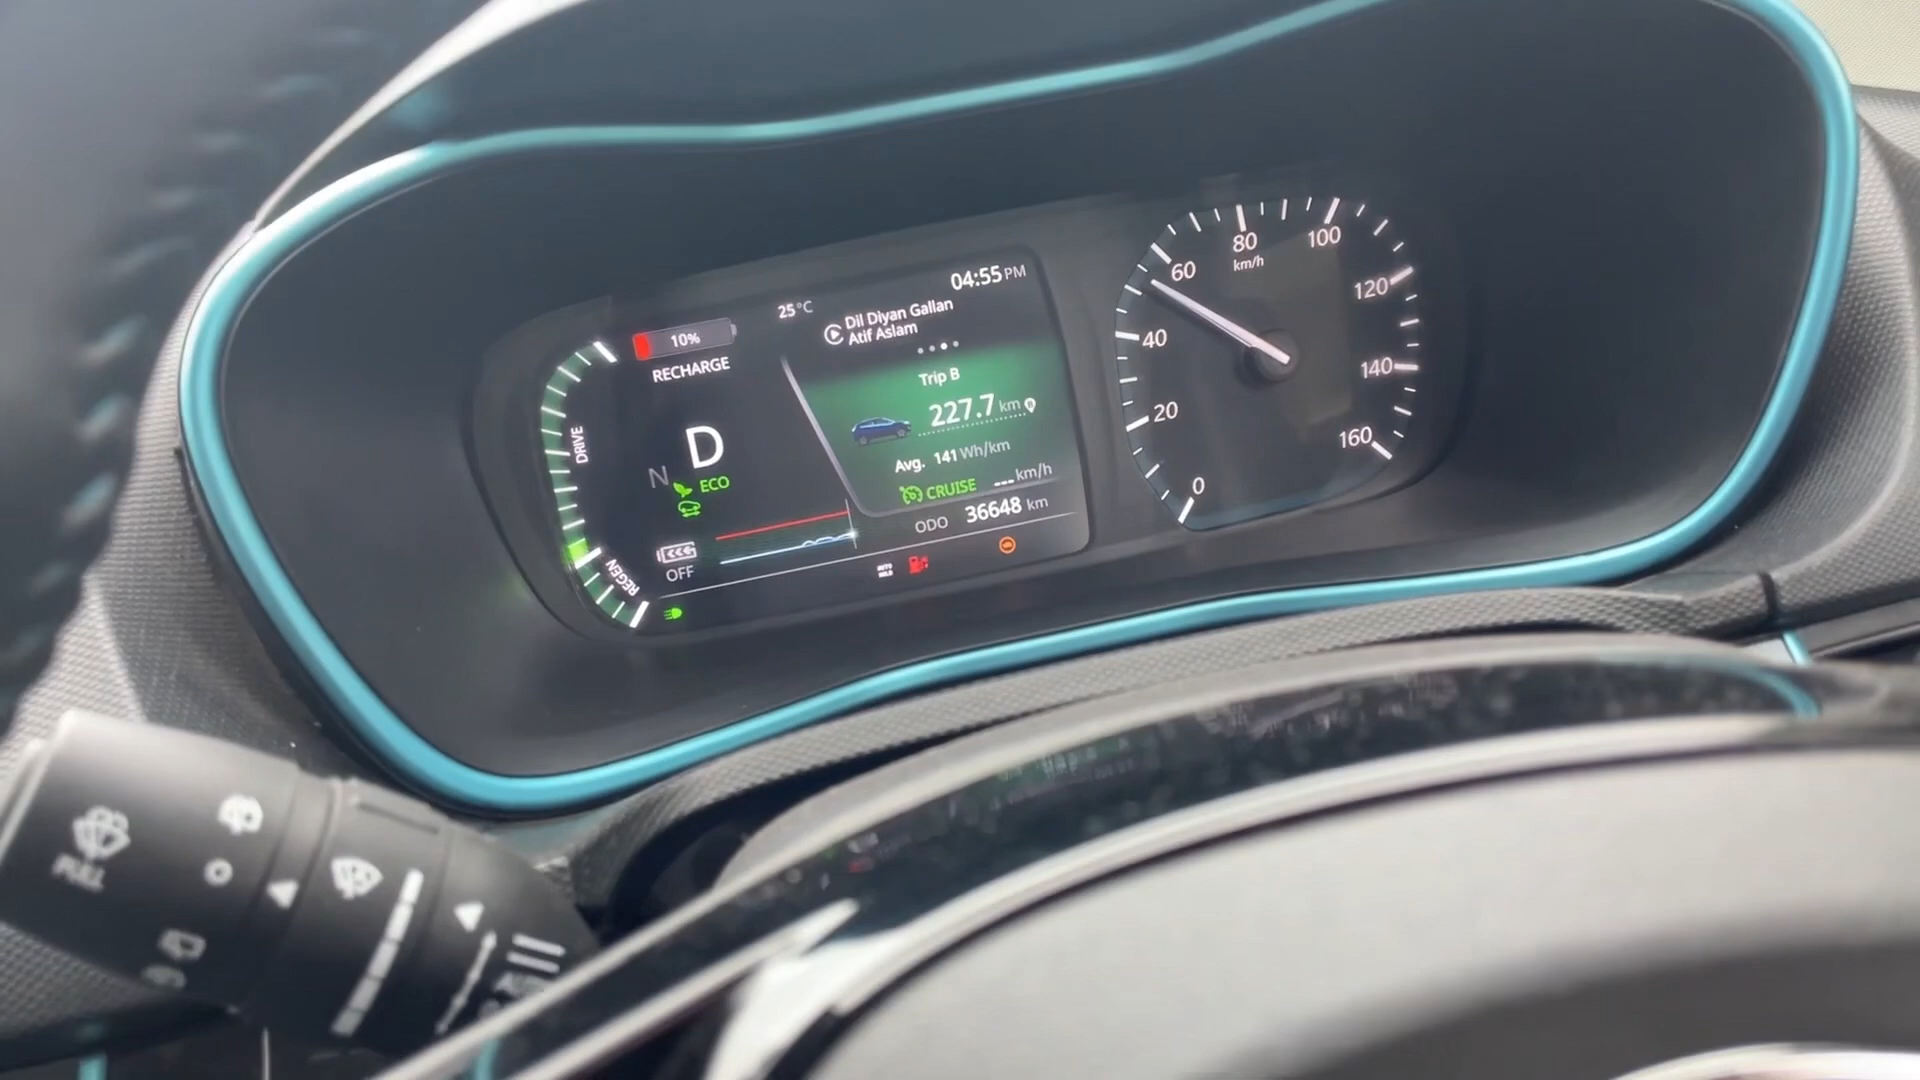 04:55 PM
25°C
Dil Diyan Gallan
Atif Aslam
10%
RECHARGE
Trip B
227.7 km
Avg. 141 Wh/km
CRUISE --- km/h
ODO 36648 km
DRIVE
N D
ECO
REGEN
OFF
AUTO
HOLD
0
20
40
60
80
100
120
140
160
km/h
PULL